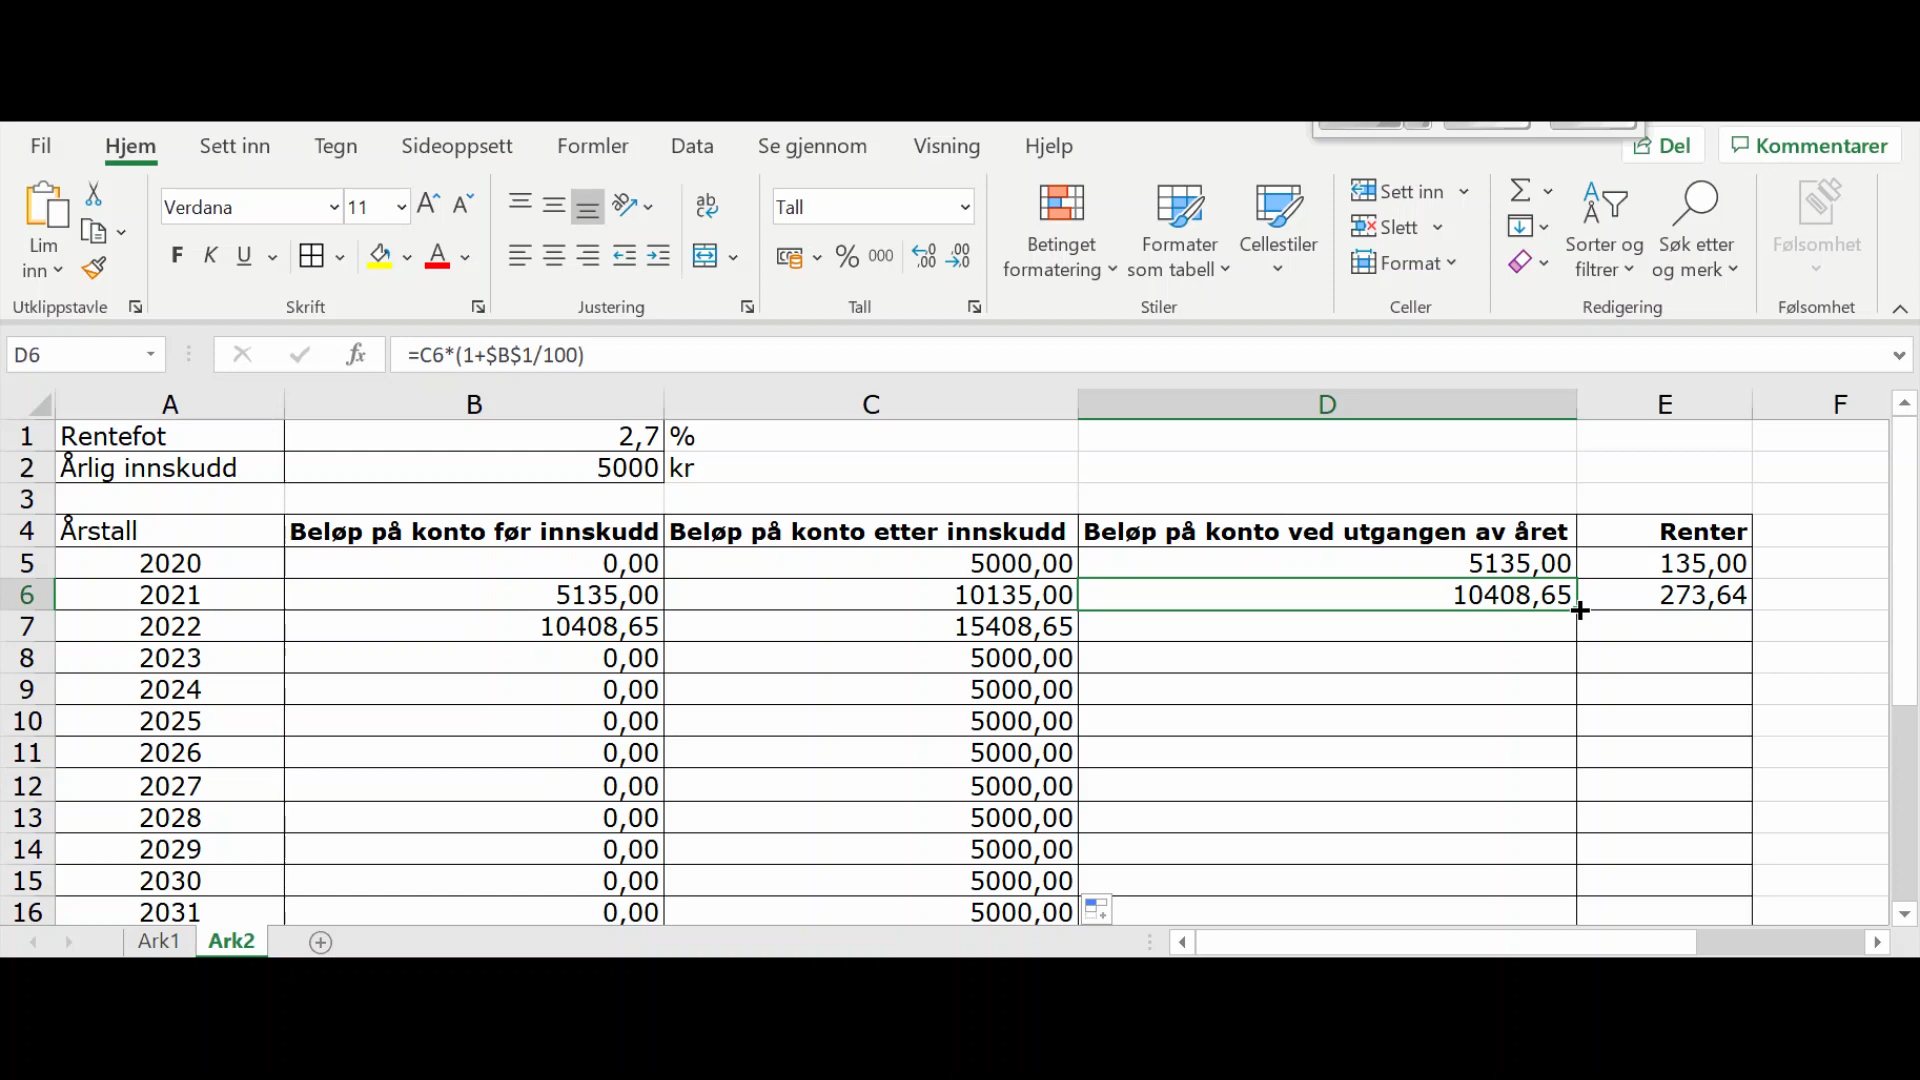 Fil Hjem Sett inn Tegn Sideoppsett Formler Data Se gjennom Visning Hjelp Del Kommentarer
Lim inn
Verdana 11
F K U A
ab c
Tall
% 000
Betinget formatering
Formater som tabell
Cellestiler
Sett inn
Slett
Format
Sorter og filtrer
Søk etter og merk
Følsomhet
Utklippstavle Skrift Justering Tall Stiler Celler Redigering Følsomhet
D6 fx =C6*(1+$B$1/100)
A B C D E F
1 Rentefot 2,7 %
2 Årlig innskudd 5000 kr
3
4 Årstall Beløp på konto før innskudd Beløp på konto etter innskudd Beløp på konto ved utgangen av året Renter
5 2020 0,00 5000,00 5135,00 135,00
6 2021 5135,00 10135,00 10408,65 273,64
7 2022 10408,65 15408,65
8 2023 0,00 5000,00
9 2024 0,00 5000,00
10 2025 0,00 5000,00
11 2026 0,00 5000,00
12 2027 0,00 5000,00
13 2028 0,00 5000,00
14 2029 0,00 5000,00
15 2030 0,00 5000,00
16 2031 0,00 5000,00
Ark1 Ark2